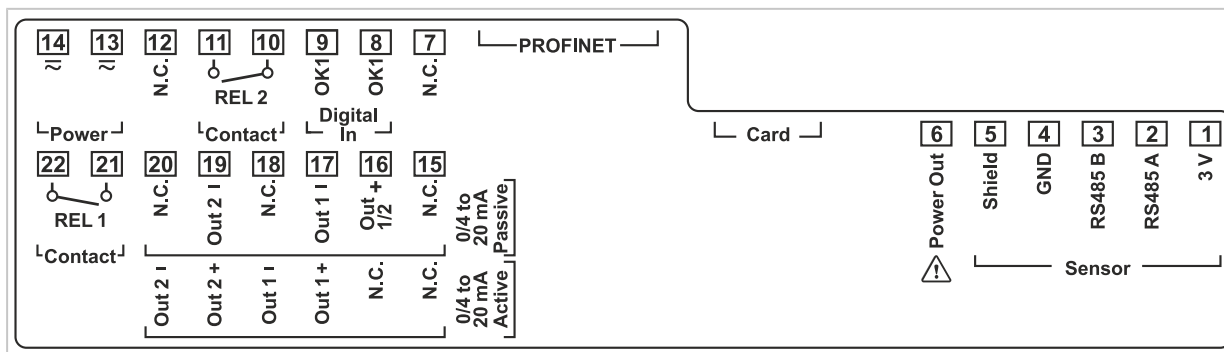 14 13 12 11 10 9 8 7 PROFINET
≂ ≂ N.C. OK1 OK1 N.C.
REL 2
Power Contact Digital In
Card
6 5 4 3 2 1
Power Out Shield GND RS485 B RS485 A 3 V
⚠ Sensor
22 21 20 19 18 17 16 15
REL 1
N.C. Out 2 − N.C. Out 1 − Out + 1/2 N.C. 0/4 to 20 mA Passive
Contact
Out 2 − Out 2 + Out 1 − Out 1 + N.C. N.C. 0/4 to 20 mA Active